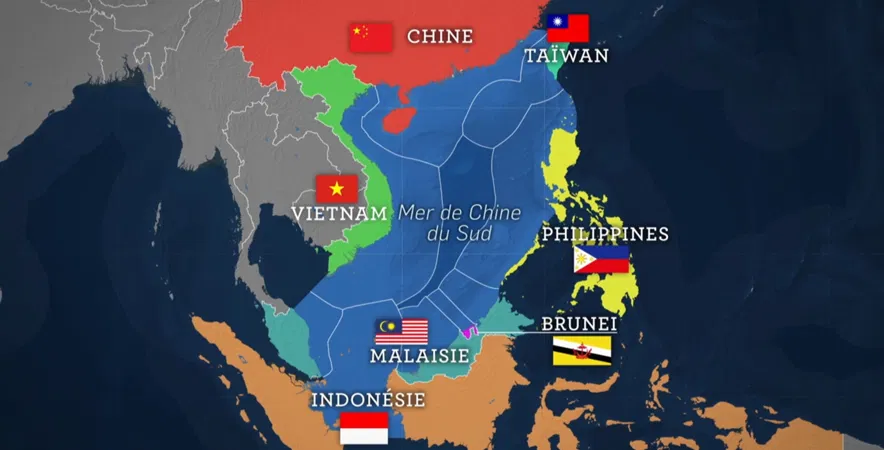 CHINE
TAÏWAN
VIETNAM
Mer de Chine
du Sud
PHILIPPINES
BRUNEI
MALAISIE
INDONÉSIE